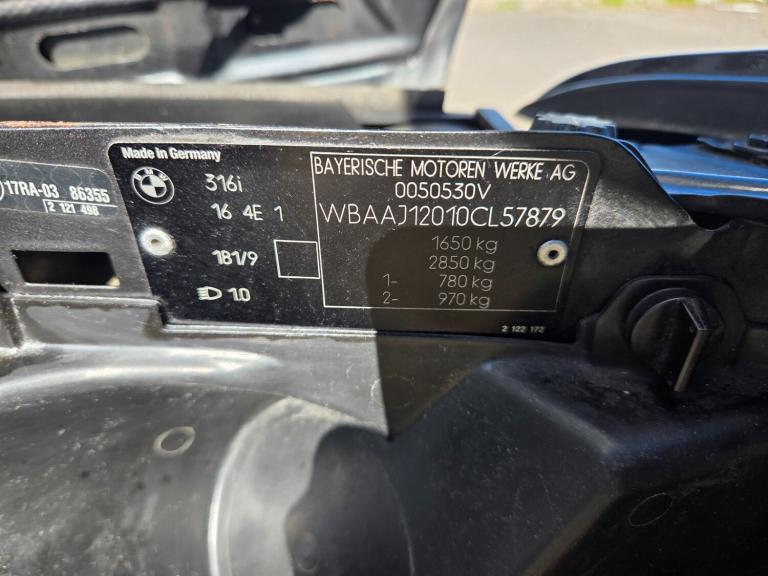 17RA-03 86355
2 121 498
Made in Germany
BMW
316i
16 4E 1
181/9
1.0
BAYERISCHE MOTOREN WERKE AG
0050530V
WBAAJ12010CL57879
1650 kg
2850 kg
1- 780 kg
2- 970 kg
2 122 172